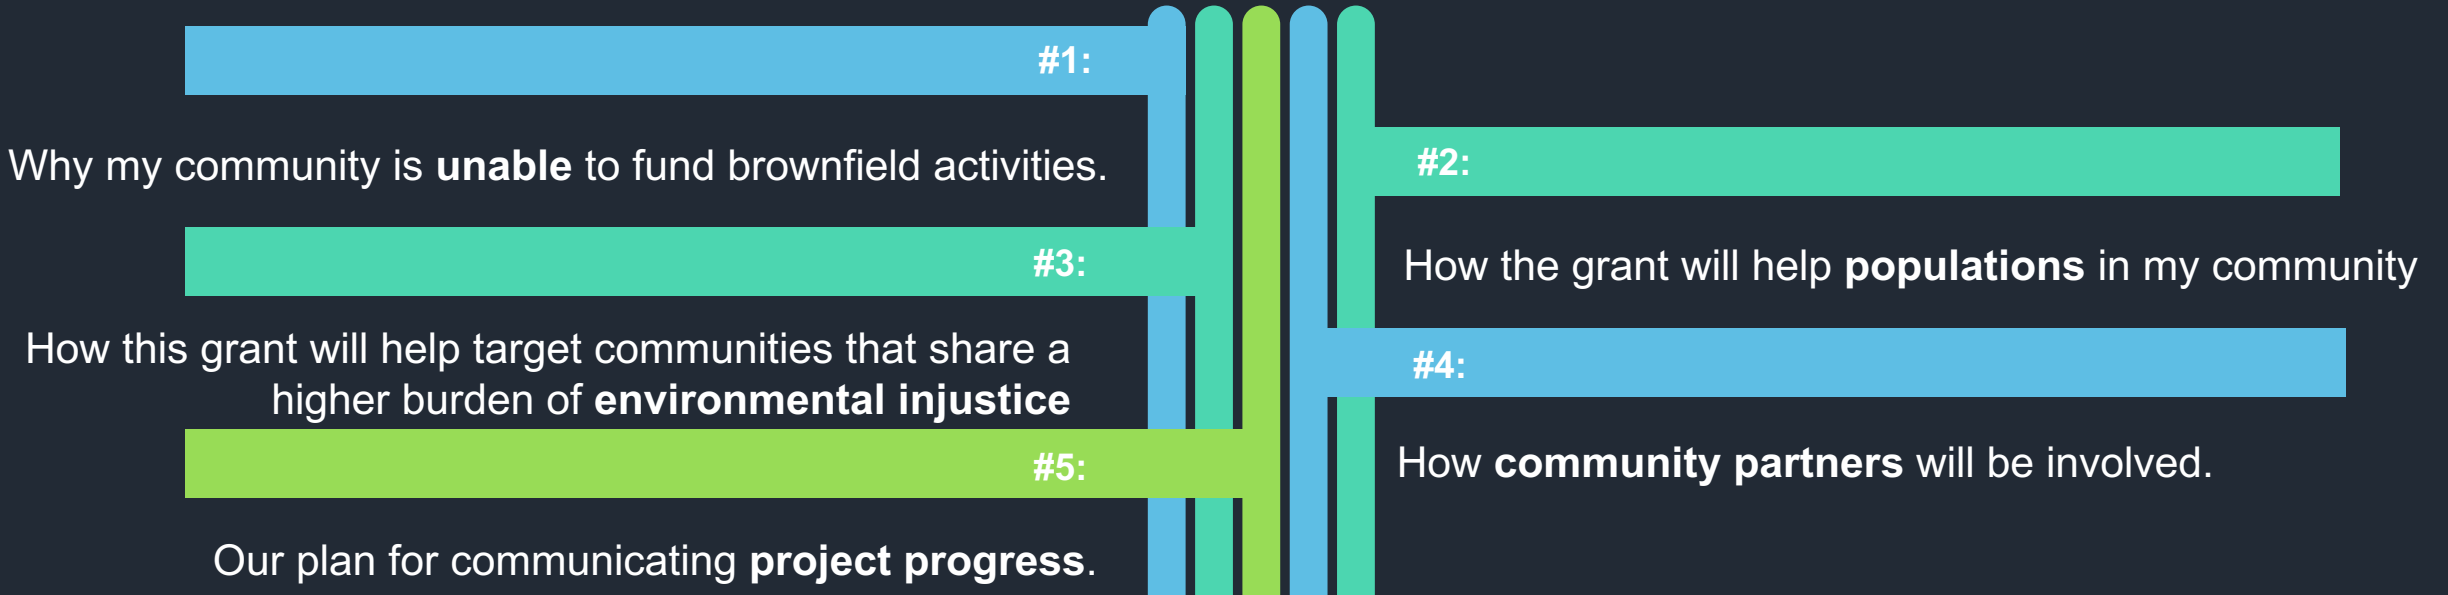 #1:
Why my community is unable to fund brownfield activities.
#2:
How the grant will help populations in my community
#3:
How this grant will help target communities that share a
higher burden of environmental injustice
#4:
How community partners will be involved.
#5:
Our plan for communicating project progress.